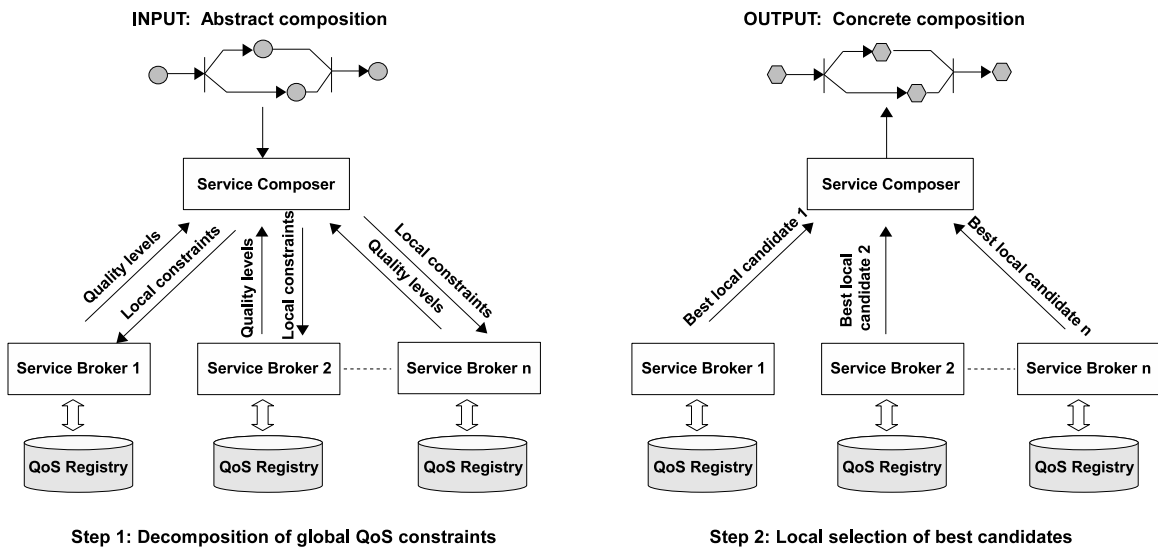 INPUT: Abstract composition
Service Composer
Quality levels
Local constraints
Quality levels
Local constraints
Local constraints
Quality levels
Service Broker 1
Service Broker 2
Service Broker n
QoS Registry
QoS Registry
QoS Registry
Step 1: Decomposition of global QoS constraints
OUTPUT: Concrete composition
Service Composer
Best local candidate 1
Best local
candidate 2
Best local candidate n
Service Broker 1
Service Broker 2
Service Broker n
QoS Registry
QoS Registry
QoS Registry
Step 2: Local selection of best candidates